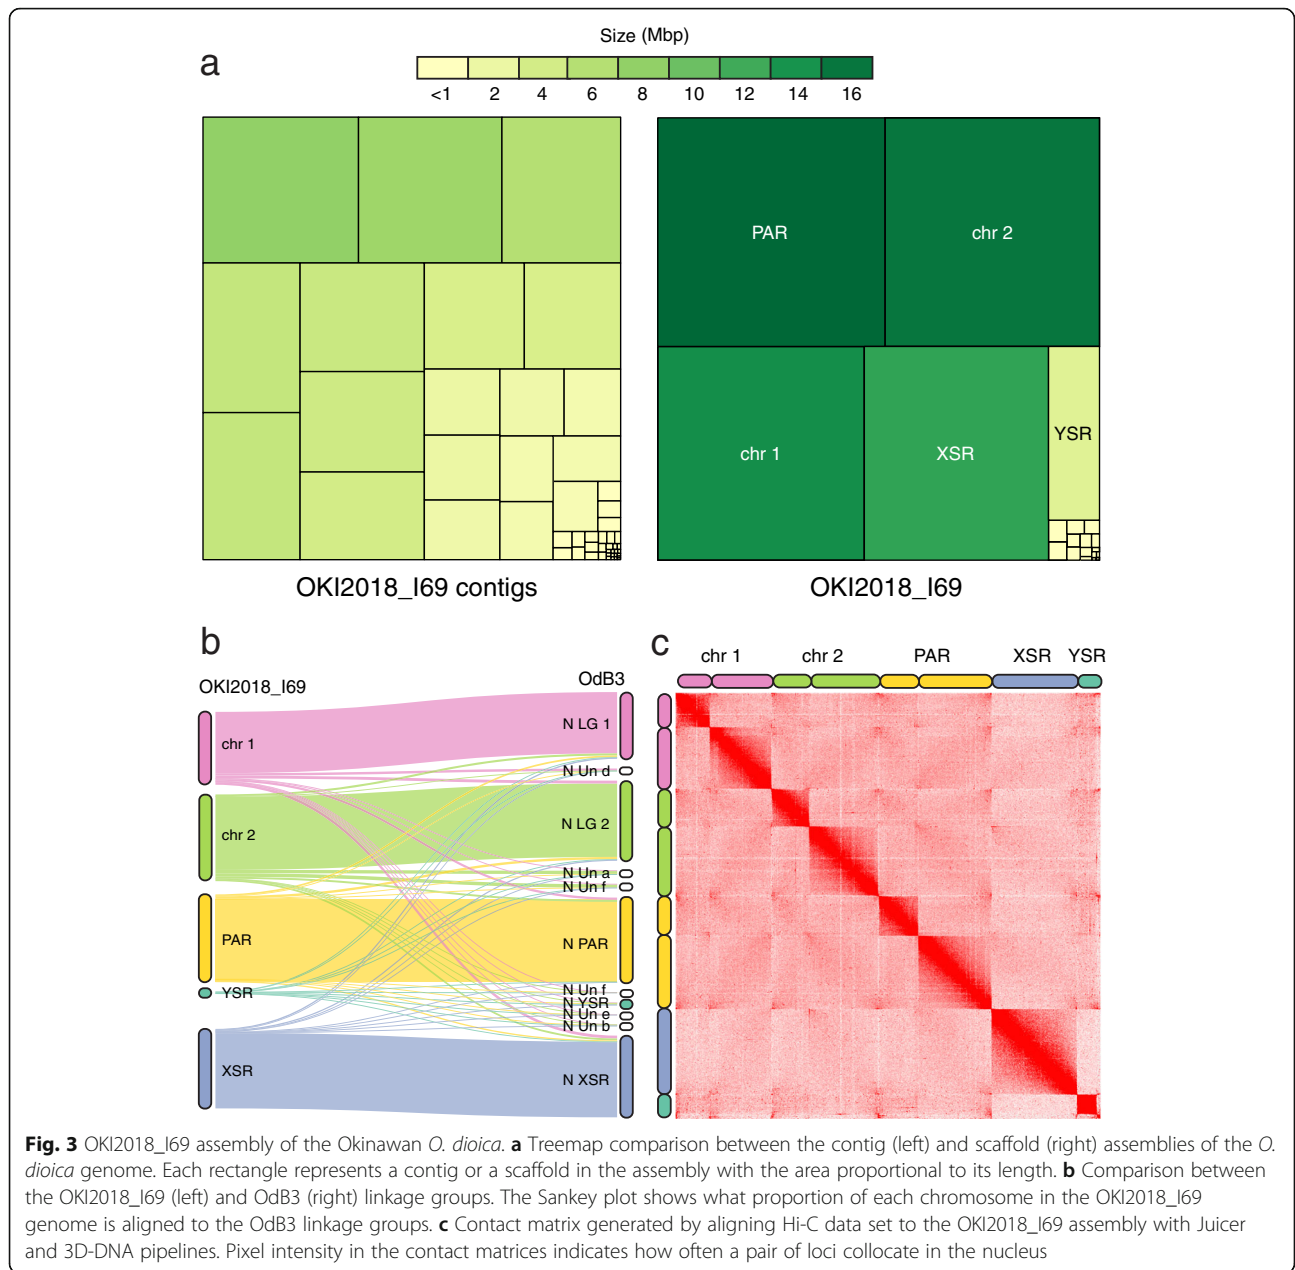 a
Size (Mbp)
<1 2 4 6 8 10 12 14 16
PAR
chr 2
chr 1
XSR
YSR
OKI2018_I69 contigs
OKI2018_I69
b
OKI2018_I69
OdB3
chr 1
chr 2
PAR
YSR
XSR
N LG 1
N Un d
N LG 2
N Un a
N Un f
N PAR
N Un f
N YSR
N Un e
N Un b
N XSR
c
chr 1 chr 2 PAR XSR YSR
Fig. 3 OKI2018_I69 assembly of the Okinawan O. dioica. a Treemap comparison between the contig (left) and scaffold (right) assemblies of the O.
dioica genome. Each rectangle represents a contig or a scaffold in the assembly with the area proportional to its length. b Comparison between
the OKI2018_I69 (left) and OdB3 (right) linkage groups. The Sankey plot shows what proportion of each chromosome in the OKI2018_I69
genome is aligned to the OdB3 linkage groups. c Contact matrix generated by aligning Hi-C data set to the OKI2018_I69 assembly with Juicer
and 3D-DNA pipelines. Pixel intensity in the contact matrices indicates how often a pair of loci collocate in the nucleus